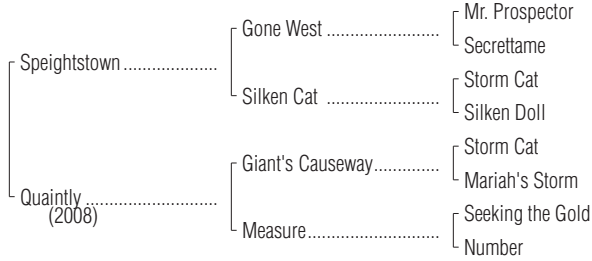 Mr. Prospector
Gone West ........................
Secrettame
Speightstown ....................
Storm Cat
Silken Cat ........................
Silken Doll
Storm Cat
Giant's Causeway..............
Mariah's Storm
Quaintly ............................
(2008)
Seeking the Gold
Measure............................
Number